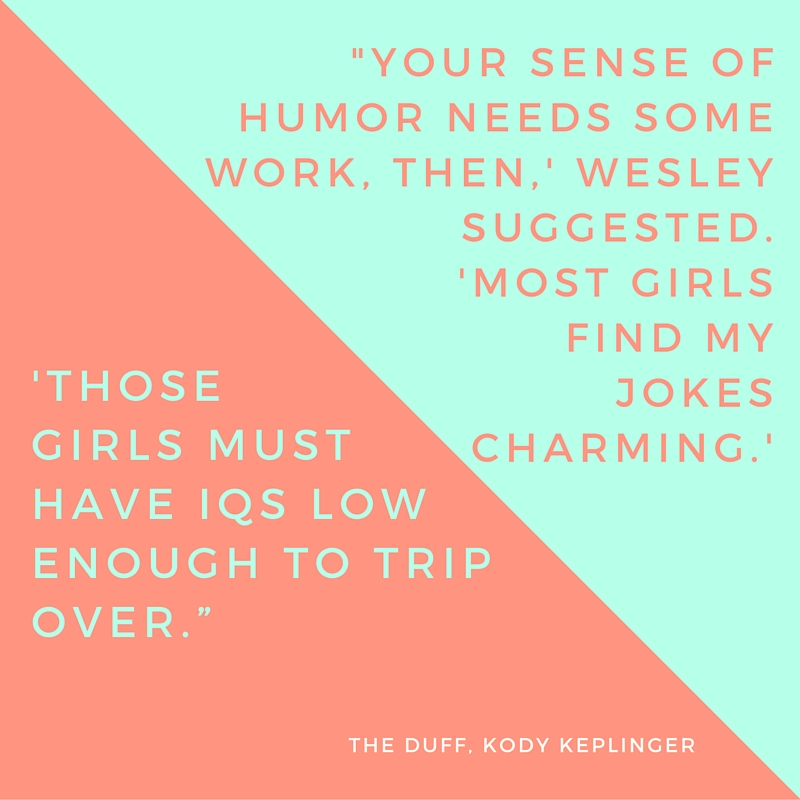 "YOUR SENSE OF
HUMOR NEEDS SOME
WORK, THEN,' WESLEY
SUGGESTED.
'MOST GIRLS
FIND MY
JOKES
CHARMING.'
'THOSE
GIRLS MUST
HAVE IQS LOW
ENOUGH TO TRIP
OVER.”
THE DUFF, KODY KEPLINGER